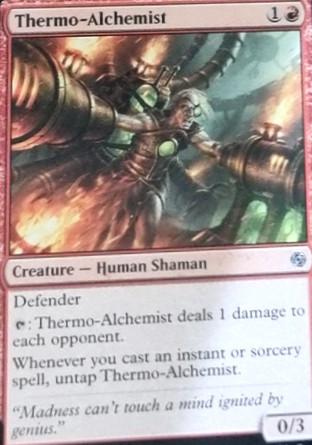 Thermo-Alchemist 1
Creature — Human Shaman
Defender
: Thermo-Alchemist deals 1 damage to
each opponent.
Whenever you cast an instant or sorcery
spell, untap Thermo-Alchemist.
"Madness can't touch a mind ignited by
genius."
0/3